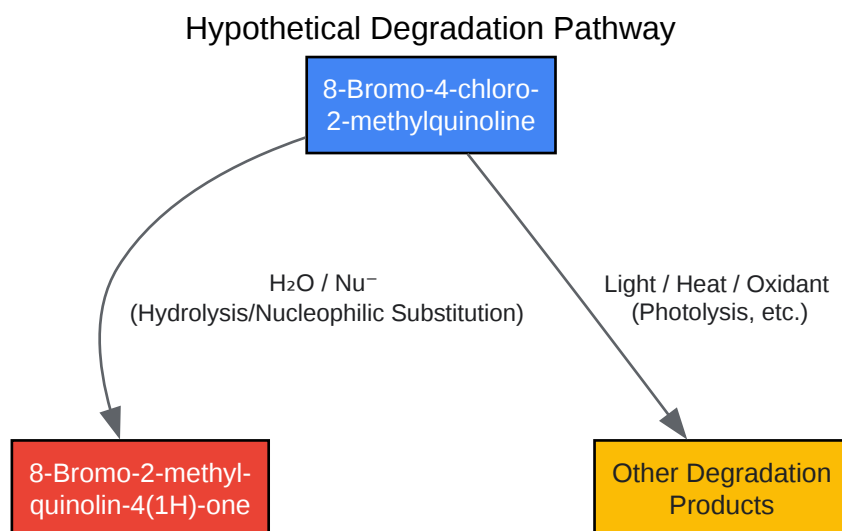 Hypothetical Degradation Pathway
8-Bromo-4-chloro-
2-methylquinoline
H₂O / Nu⁻
(Hydrolysis/Nucleophilic Substitution)
Light / Heat / Oxidant
(Photolysis, etc.)
8-Bromo-2-methyl-
quinolin-4(1H)-one
Other Degradation
Products